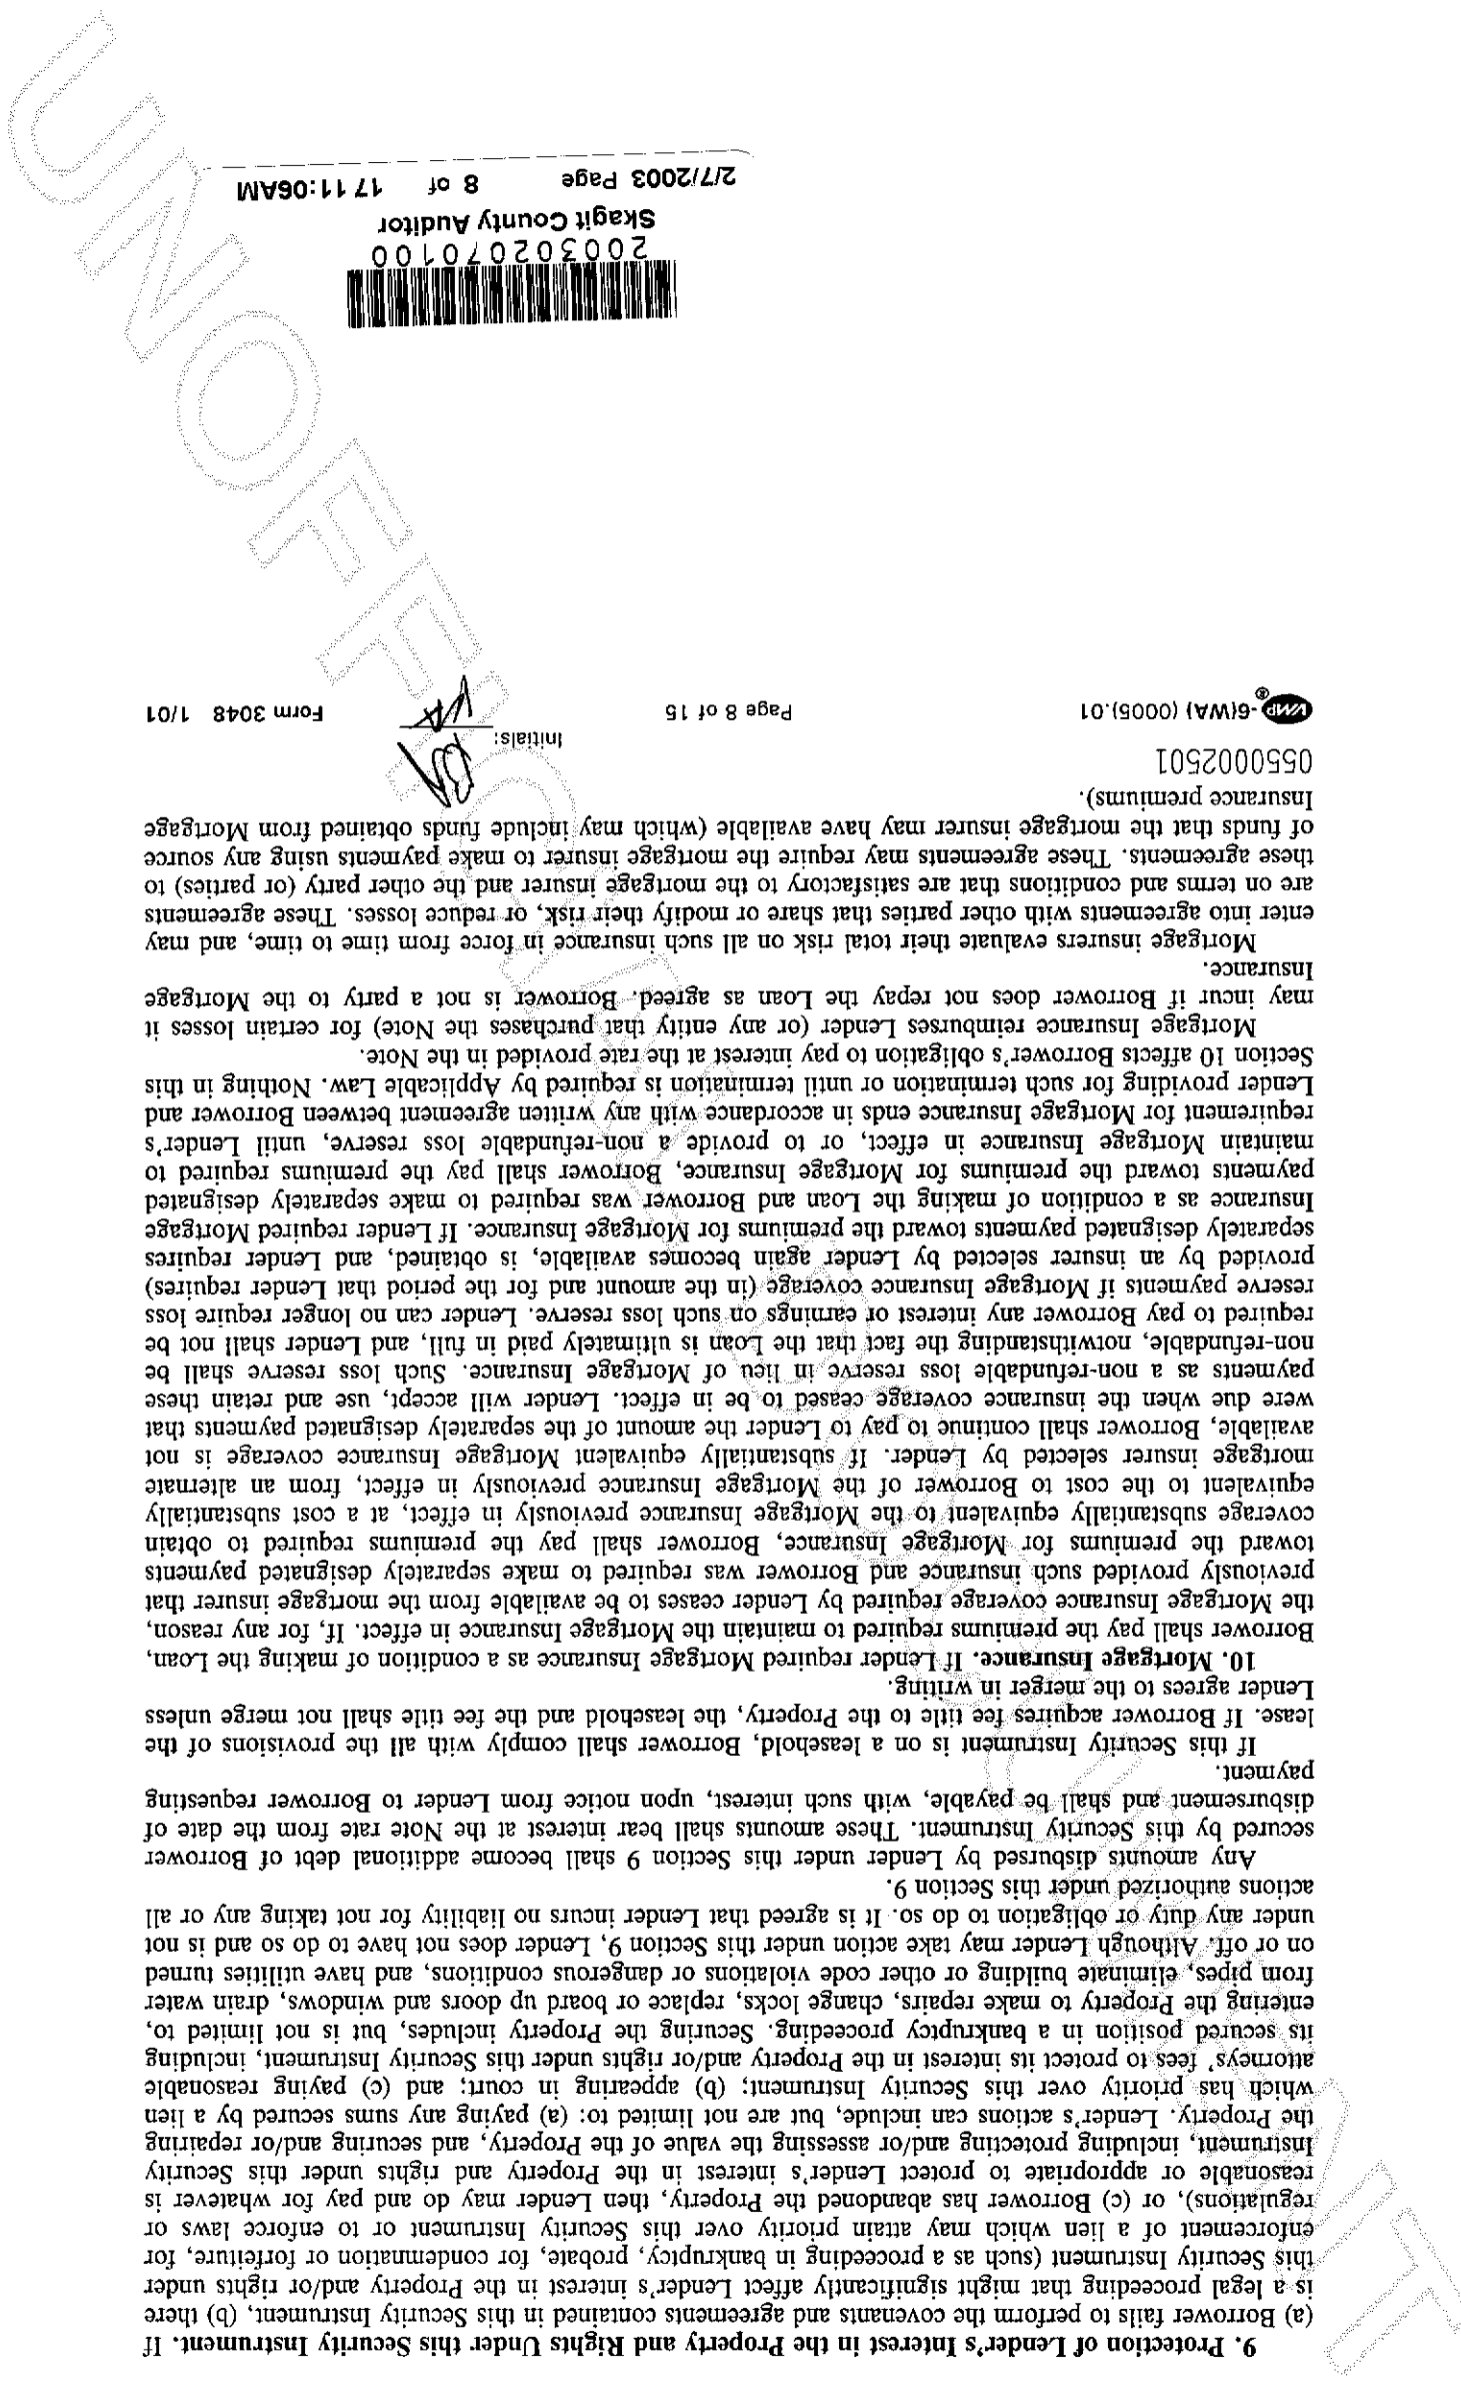 9. Protection of Lender's Interest in the Property and Rights Under this Security Instrument. If
(a) Borrower fails to perform the covenants and agreements contained in this Security Instrument, (b) there
is a legal proceeding that might significantly affect Lender's interest in the Property and/or rights under
this Security Instrument (such as a proceeding in bankruptcy, probate, for condemnation or forfeiture, for
enforcement of a lien which may attain priority over this Security Instrument or to enforce laws or
regulations), or (c) Borrower has abandoned the Property, then Lender may do and pay for whatever is
reasonable or appropriate to protect Lender's interest in the Property and rights under this Security
Instrument, including protecting and/or assessing the value of the Property, and securing and/or repairing
the Property. Lender's actions can include, but are not limited to: (a) paying any sums secured by a lien
which has priority over this Security Instrument; (b) appearing in court; and (c) paying reasonable
attorneys' fees to protect its interest in the Property and/or rights under this Security Instrument, including
its secured position in a bankruptcy proceeding. Securing the Property includes, but is not limited to,
entering the Property to make repairs, change locks, replace or board up doors and windows, drain water
from pipes, eliminate building or other code violations or dangerous conditions, and have utilities turned
on or off. Although Lender may take action under this Section 9, Lender does not have to do so and is not
under any duty or obligation to do so. It is agreed that Lender incurs no liability for not taking any or all
actions authorized under this Section 9.
Any amounts disbursed by Lender under this Section 9 shall become additional debt of Borrower
secured by this Security Instrument. These amounts shall bear interest at the Note rate from the date of
disbursement and shall be payable, with such interest, upon notice from Lender to Borrower requesting
payment.
If this Security Instrument is on a leasehold, Borrower shall comply with all the provisions of the
lease. If Borrower acquires fee title to the Property, the leasehold and the fee title shall not merge unless
Lender agrees to the merger in writing.
10. Mortgage Insurance. If Lender required Mortgage Insurance as a condition of making the Loan,
Borrower shall pay the premiums required to maintain the Mortgage Insurance in effect. If, for any reason,
the Mortgage Insurance coverage required by Lender ceases to be available from the mortgage insurer that
previously provided such insurance and Borrower was required to make separately designated payments
toward the premiums for Mortgage Insurance, Borrower shall pay the premiums required to obtain
coverage substantially equivalent to the Mortgage Insurance previously in effect, at a cost substantially
equivalent to the cost to Borrower of the Mortgage Insurance previously in effect, from an alternate
mortgage insurer selected by Lender. If substantially equivalent Mortgage Insurance coverage is not
available, Borrower shall continue to pay to Lender the amount of the separately designated payments that
were due when the insurance coverage ceased to be in effect. Lender will accept, use and retain these
payments as a non-refundable loss reserve in lieu of Mortgage Insurance. Such loss reserve shall be
non-refundable, notwithstanding the fact that the Loan is ultimately paid in full, and Lender shall not be
required to pay Borrower any interest or earnings on such loss reserve. Lender can no longer require loss
reserve payments if Mortgage Insurance coverage (in the amount and for the period that Lender requires)
provided by an insurer selected by Lender again becomes available, is obtained, and Lender requires
separately designated payments toward the premiums for Mortgage Insurance. If Lender required Mortgage
Insurance as a condition of making the Loan and Borrower was required to make separately designated
payments toward the premiums for Mortgage Insurance, Borrower shall pay the premiums required to
maintain Mortgage Insurance in effect, or to provide a non-refundable loss reserve, until Lender's
requirement for Mortgage Insurance ends in accordance with any written agreement between Borrower and
Lender providing for such termination or until termination is required by Applicable Law. Nothing in this
Section 10 affects Borrower's obligation to pay interest at the rate provided in the Note.
Mortgage Insurance reimburses Lender (or any entity that purchases the Note) for certain losses it
may incur if Borrower does not repay the Loan as agreed. Borrower is not a party to the Mortgage
Insurance.
Mortgage insurers evaluate their total risk on all such insurance in force from time to time, and may
enter into agreements with other parties that share or modify their risk, or reduce losses. These agreements
are on terms and conditions that are satisfactory to the mortgage insurer and the other party (or parties) to
these agreements. These agreements may require the mortgage insurer to make payments using any source
of funds that the mortgage insurer may have available (which may include funds obtained from Mortgage
Insurance premiums).
0550002501
Initials:
VMP®-6(WA) (0005).01 Page 8 of 15 Form 3048 1/01
200302070100
Skagit County Auditor
2/7/2003 Page 8 of 17 11:06AM
UNOFFICIAL DOCUMENT